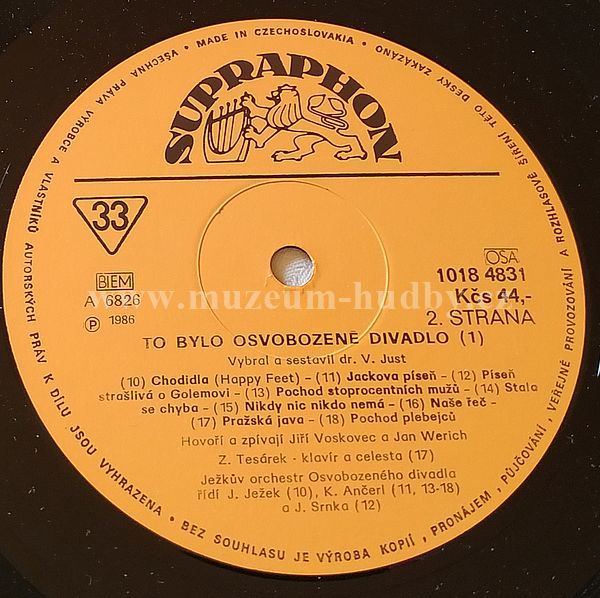 VŠECHNA PRÁVA VÝROBCE A VLASTNÍKŮ AUTORSKÝCH PRÁV K DÍLU JSOU VYHRAZENA • BEZ SOUHLASU JE VÝROBA KOPIÍ, PRONÁJEM, PŮJČOVÁNÍ, VEŘEJNÉ PROVOZOVÁNÍ A ROZHLASOVÉ ŠÍŘENÍ TÉTO DESKY ZAKÁZÁNO • MADE IN CZECHOSLOVAKIA •
SUPRAPHON
33
OSA
BIEM
1018 4831
A 6826
Kčs 44,-
www.muzeum-hudby.cz
Ⓟ 1986
2. STRANA
TO BYLO OSVOBOZENÉ DIVADLO (1)
Vybral a sestavil dr. V. Just
(10) Chodidla (Happy Feet) - (11) Jackova píseň - (12) Píseň
strašlivá o Golemovi - (13) Pochod stoprocentních mužů - (14) Stala
se chyba - (15) Nikdy nic nikdo nemá - (16) Naše řeč -
(17) Pražská java - (18) Pochod plebejců
Hovoří a zpívají Jiří Voskovec a Jan Werich
Z. Tesárek - klavír a celesta (17)
Ježkův orchestr Osvobozeného divadla
řídí J. Ježek (10), K. Ančerl (11, 13-18)
a J. Srnka (12)